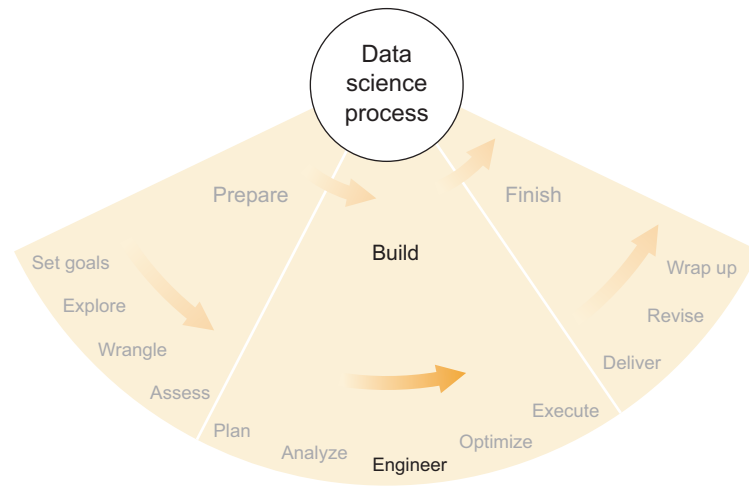 Data
science
process
Prepare
Finish
Build
Set goals
Explore
Wrangle
Assess
Plan
Analyze
Engineer
Optimize
Execute
Deliver
Revise
Wrap up